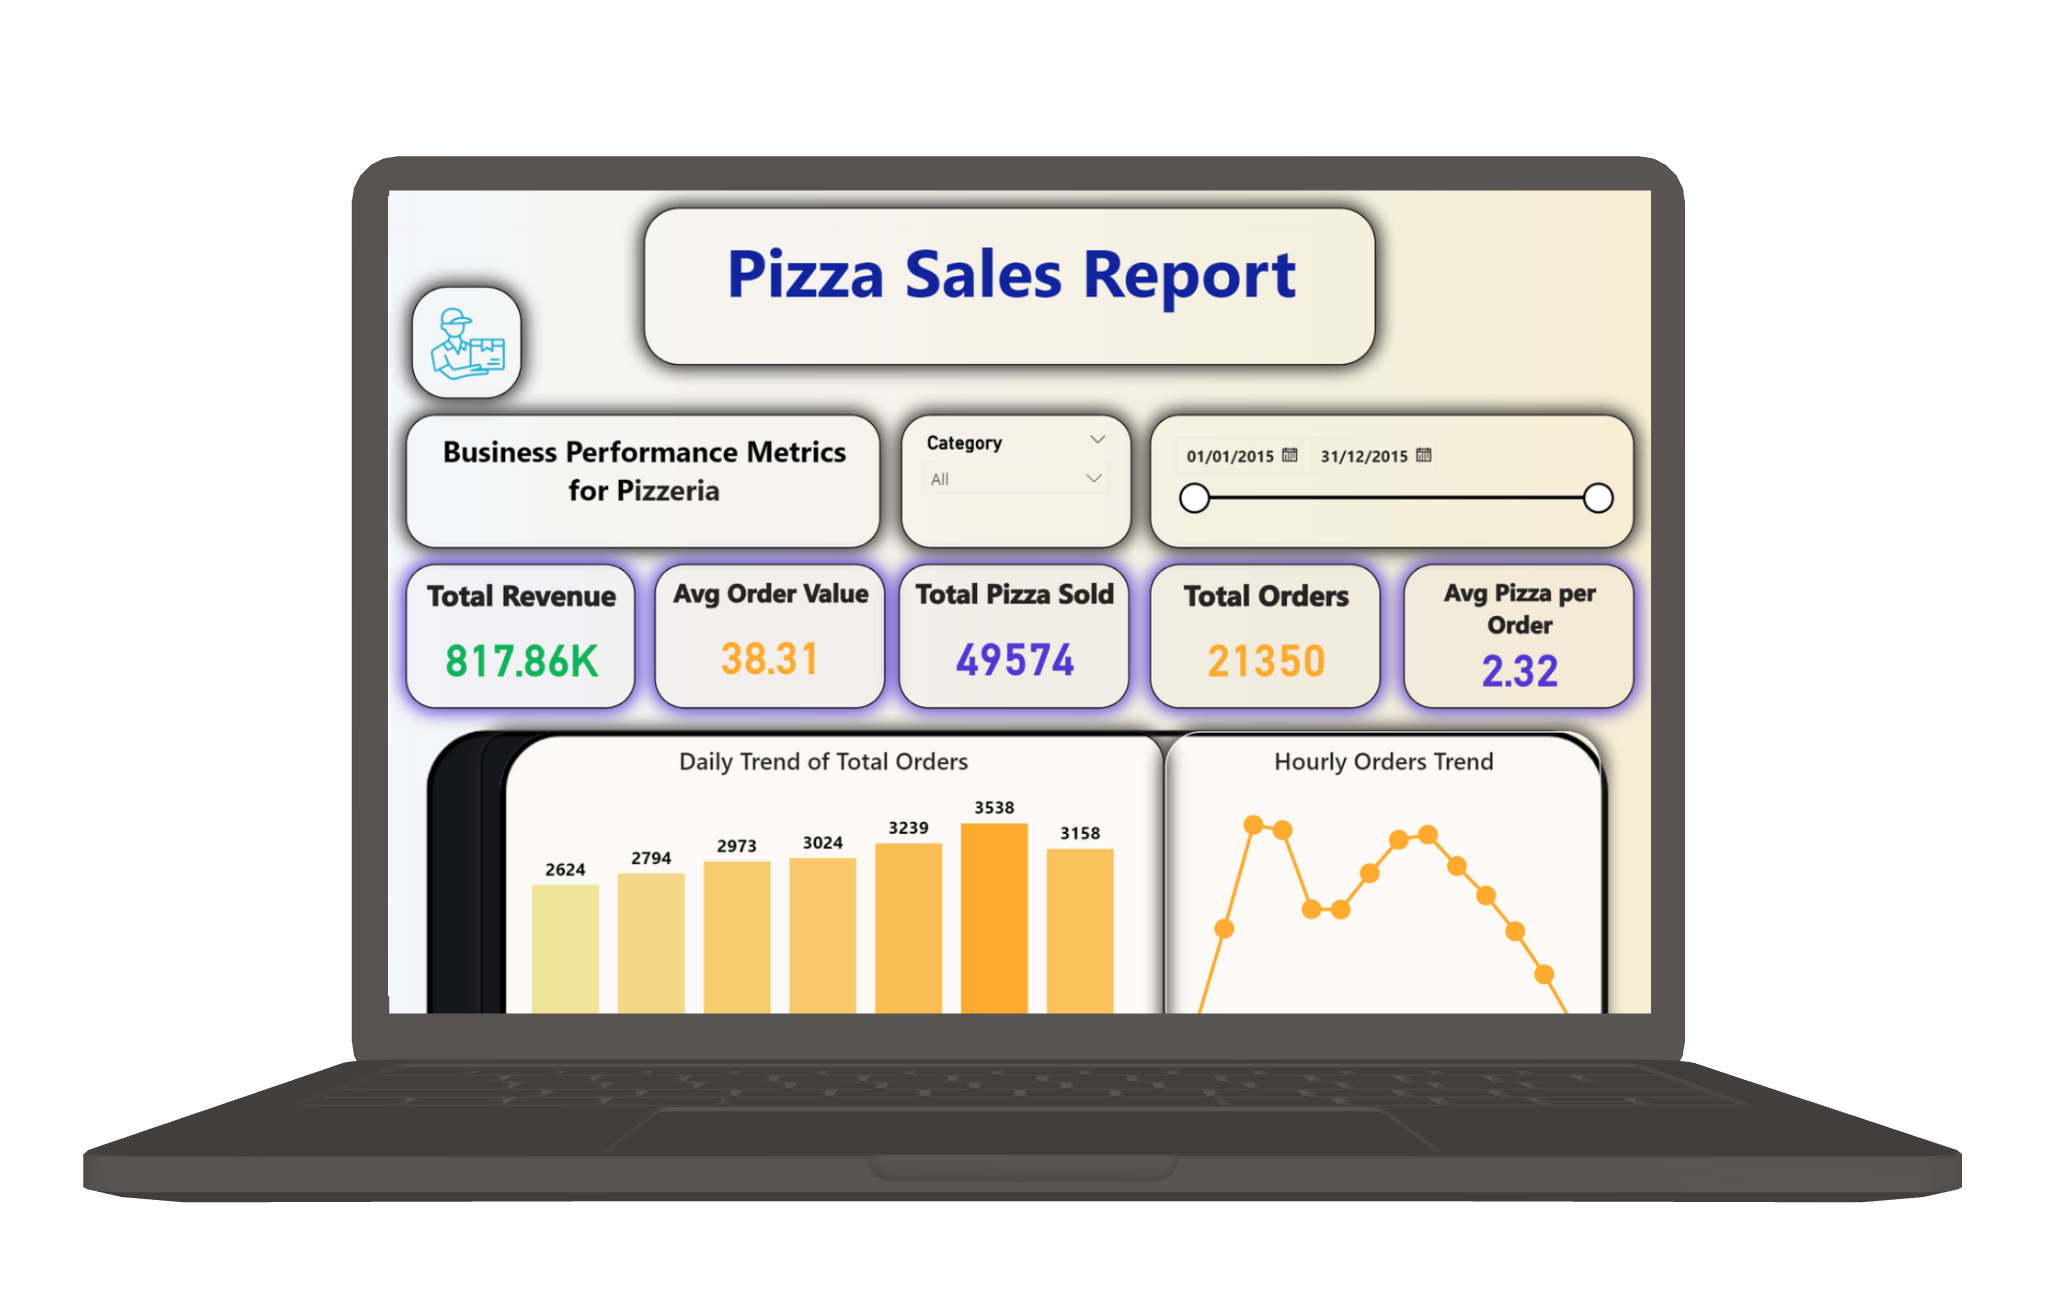 Pizza Sales Report
Business Performance Metrics
for Pizzeria
Category
All
01/01/2015 31/12/2015
Total Revenue
817.86K
Avg Order Value
38.31
Total Pizza Sold
49574
Total Orders
21350
Avg Pizza per
Order
2.32
Daily Trend of Total Orders
2624
2794
2973
3024
3239
3538
3158
Hourly Orders Trend